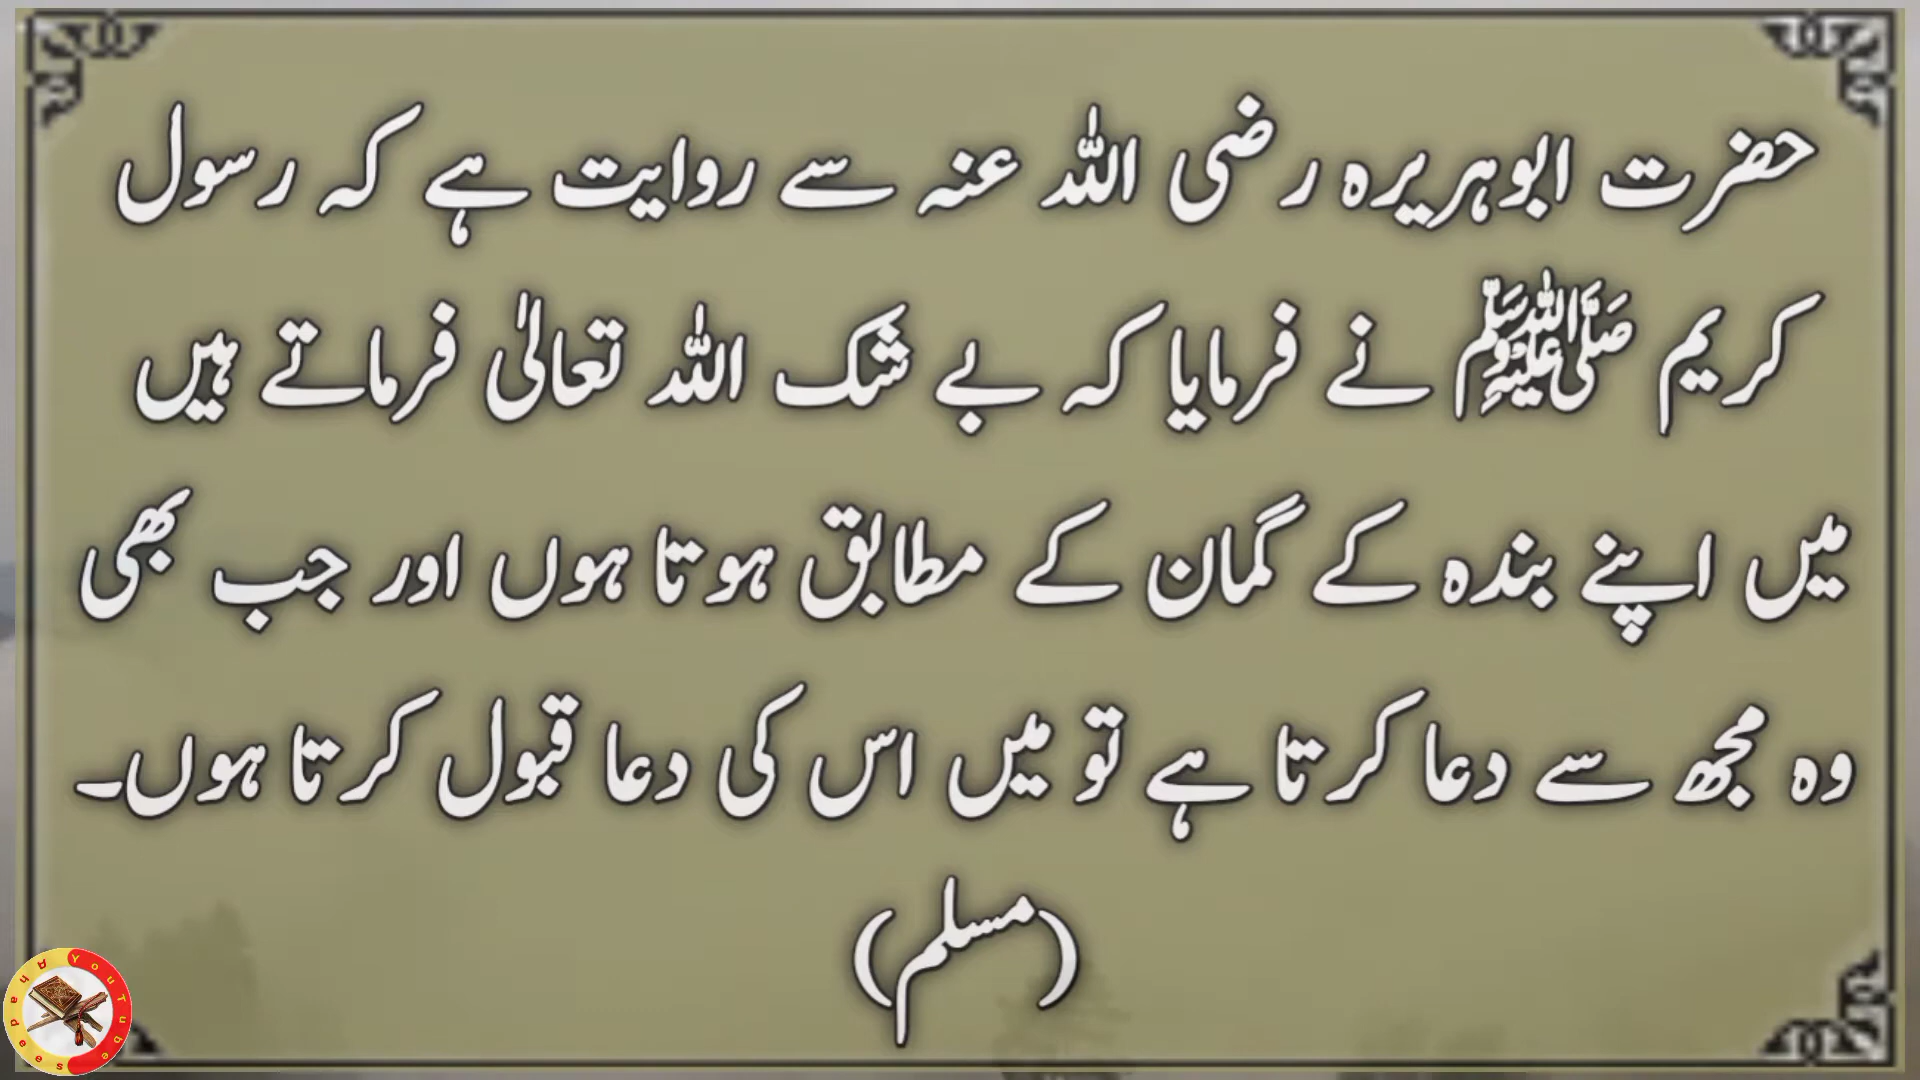 حضرت ابوہریرہ رضی اللہ عنہ سے روایت ہے کہ رسول
کریم ﷺ نے فرمایا کہ بے شک اللہ تعالیٰ فرماتے ہیں
میں اپنے بندہ کے گمان کے مطابق ہوتا ہوں اور جب بھی
وہ مجھ سے دعا کرتا ہے تو میں اس کی دعا قبول کرتا ہوں۔
(مسلم)
YouTube Ahadees